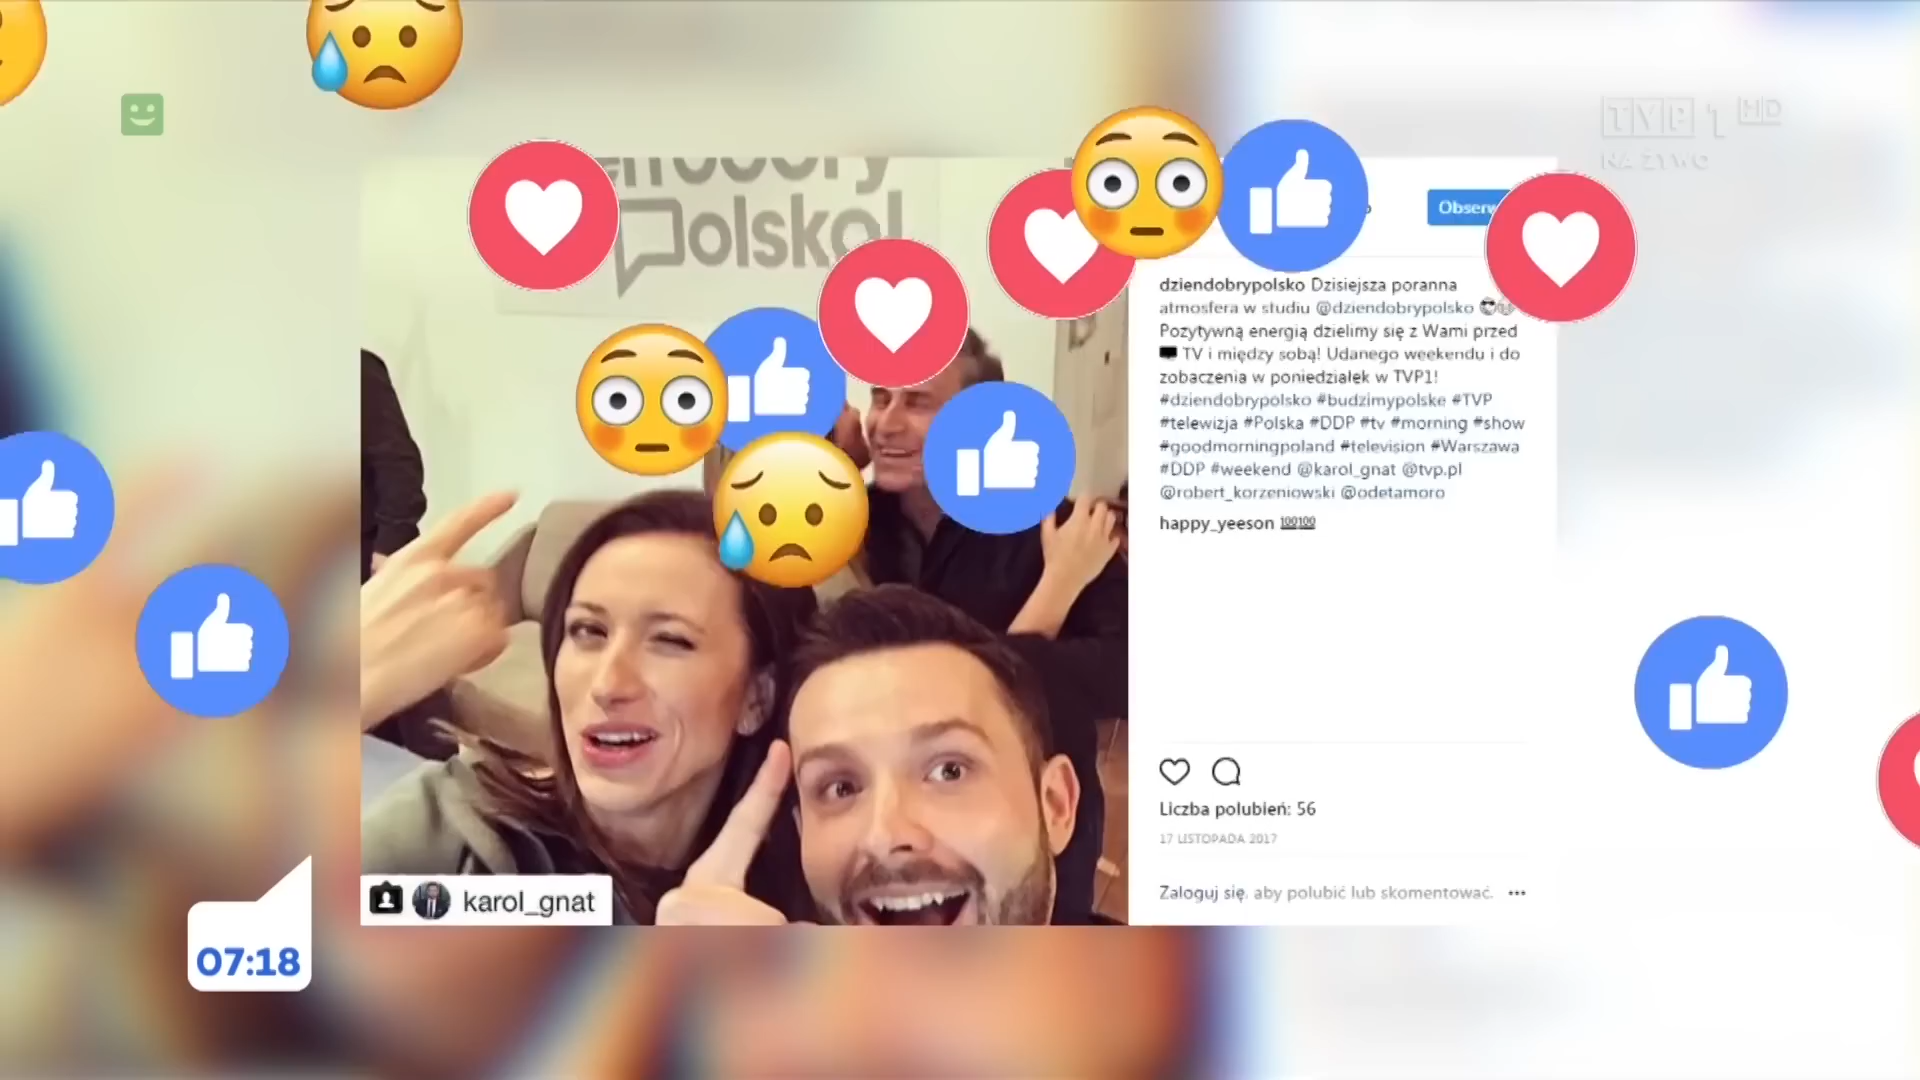 TVP 1 HD
NA ŻYWO
Polsko!
Obserw
dziendobrypolsko Dzisiejsza poranna
atmosfera w studiu @dziendobrypolsko
Pozytywną energią dzielimy się z Wami przed
TV i między sobą! Udanego weekendu i do
zobaczenia w poniedziałek w TVP1!
#dziendobrypolsko #budzimypolske #TVP
#telewizja #Polska #DDP #tv #morning #show
#goodmorningpoland #television #Warszawa
#DDP #weekend @karol_gnat @tvp.pl
@robert_korzeniowski @odetamoro
happy_yeeson 💯💯
Liczba polubień: 56
17 LISTOPADA 2017
Zaloguj się, aby polubić lub skomentować. •••
karol_gnat
07:18